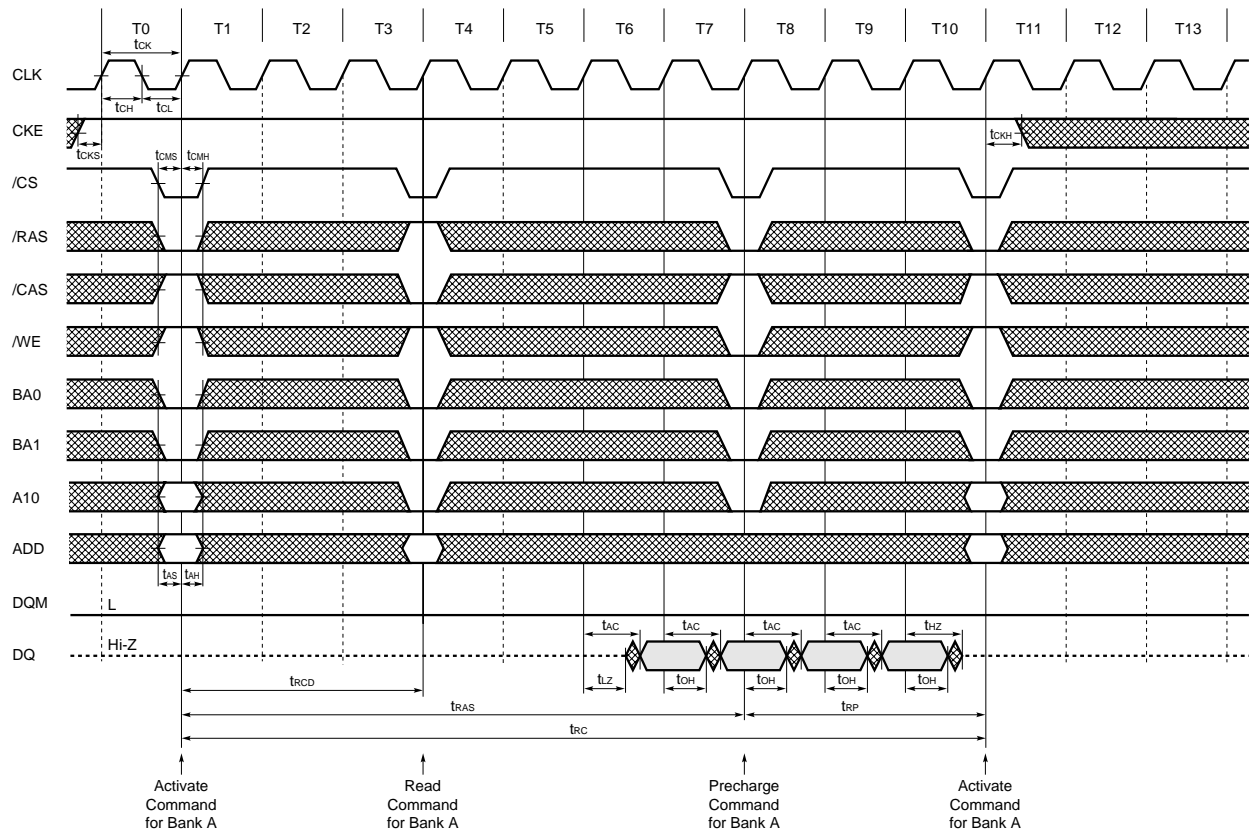 T0 T1 T2 T3 T4 T5 T6 T7 T8 T9 T10 T11 T12 T13
tCK
CLK
tCH tCL
CKE
tCKS
tCKH
tCMS tCMH
/CS
/RAS
/CAS
/WE
BA0
BA1
A10
ADD
tAS tAH
DQM L
Hi-Z
tAC tAC tAC tAC tHZ
DQ
tLZ tOH tOH tOH tOH
tRCD
tRAS tRP
tRC
Activate
Command
for Bank A
Read
Command
for Bank A
Precharge
Command
for Bank A
Activate
Command
for Bank A